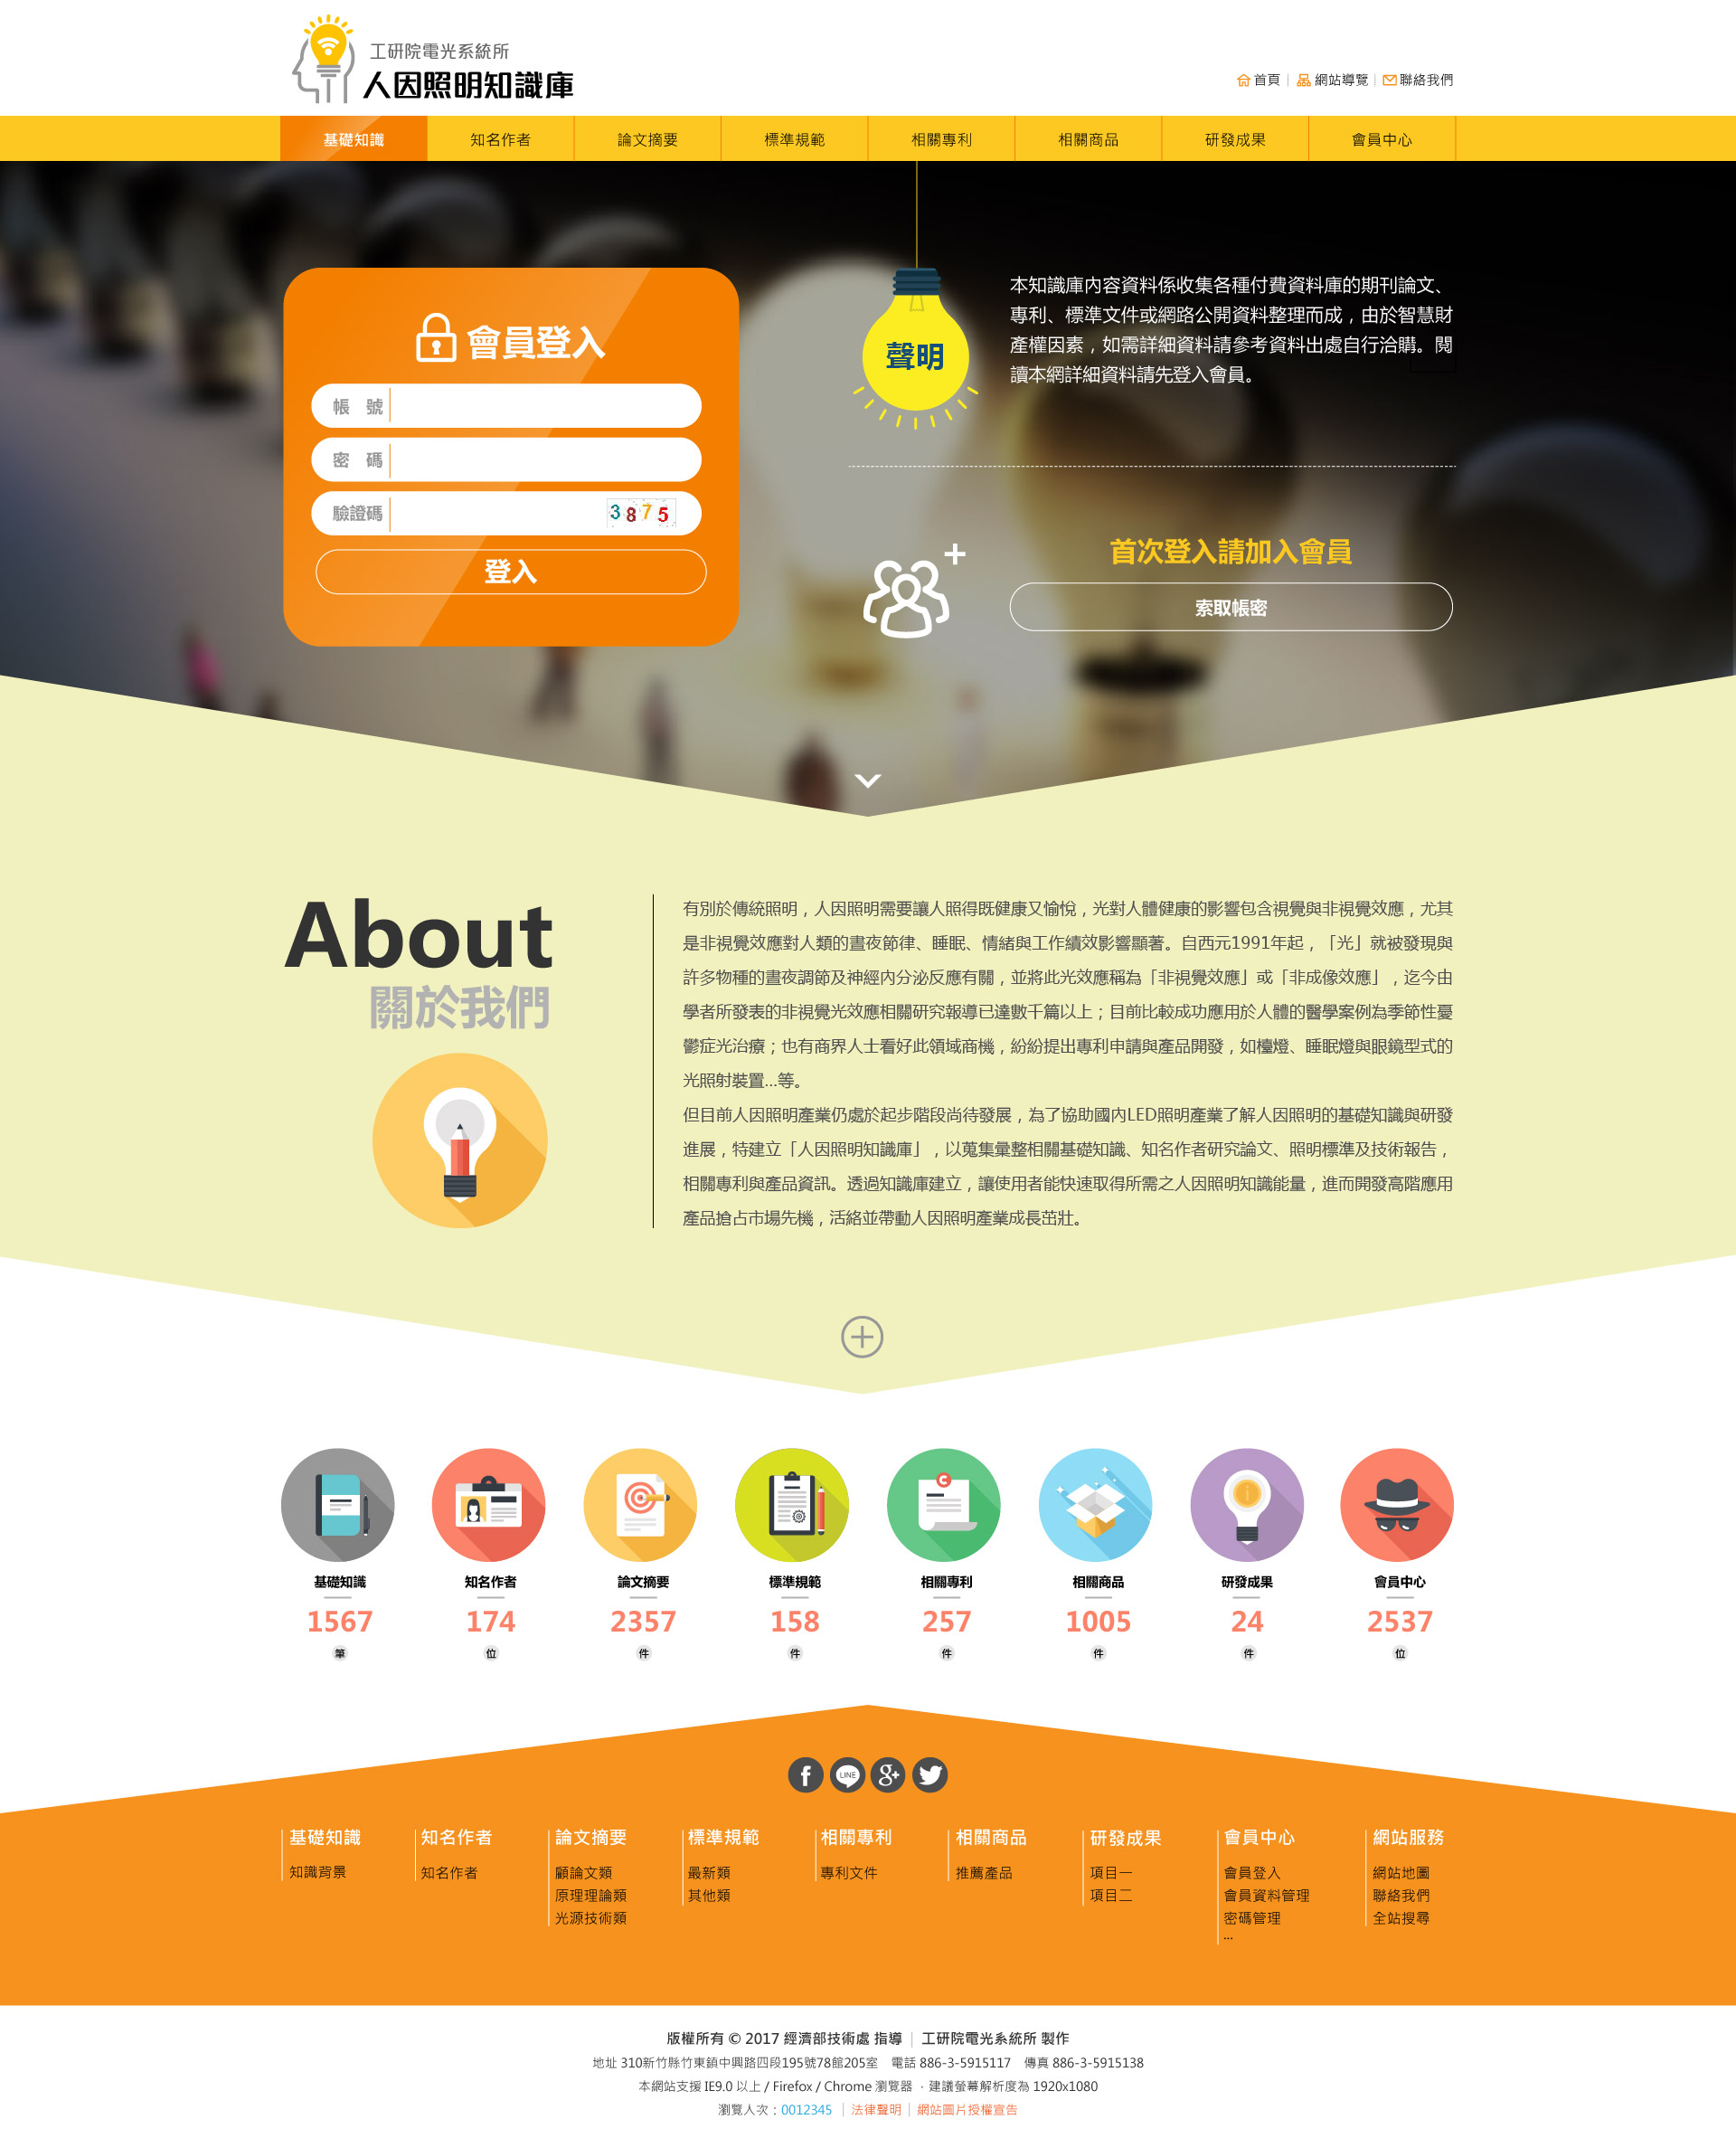 工研院電光系統所
人因照明知識庫
首頁 | 網站導覽 | 聯絡我們
基礎知識 知名作者 論文摘要 標準規範 相關專利 相關商品 研發成果 會員中心
會員登入
帳 號
密 碼
驗證碼 3875
登入
聲明
本知識庫內容資料係收集各種付費資料庫的期刊論文、
專利、標準文件或網路公開資料整理而成，由於智慧財
產權因素，如需詳細資料請參考資料出處自行洽購。閱
讀本網詳細資料請先登入會員。
首次登入請加入會員
索取帳密
About
關於我們
有別於傳統照明，人因照明需要讓人照得既健康又愉悅，光對人體健康的影響包含視覺與非視覺效應，尤其
是非視覺效應對人類的晝夜節律、睡眠、情緒與工作績效影響顯著。自西元1991年起，「光」就被發現與
許多物種的晝夜調節及神經內分泌反應有關，並將此光效應稱為「非視覺效應」或「非成像效應」，迄今由
學者所發表的非視覺光效應相關研究報導已達數千篇以上；目前比較成功應用於人體的醫學案例為季節性憂
鬱症光治療；也有商界人士看好此領域商機，紛紛提出專利申請與產品開發，如檯燈、睡眠燈與眼鏡型式的
光照射裝置...等。
但目前人因照明產業仍處於起步階段尚待發展，為了協助國內LED照明產業了解人因照明的基礎知識與研發
進展，特建立「人因照明知識庫」，以蒐集彙整相關基礎知識、知名作者研究論文、照明標準及技術報告，
相關專利與產品資訊。透過知識庫建立，讓使用者能快速取得所需之人因照明知識能量，進而開發高階應用
產品搶占市場先機，活絡並帶動人因照明產業成長茁壯。
基礎知識 知名作者 論文摘要 標準規範 相關專利 相關商品 研發成果 會員中心
1567 174 2357 158 257 1005 24 2537
筆 位 件 件 件 件 件 位
f LINE g+
基礎知識 知名作者 論文摘要 標準規範 相關專利 相關商品 研發成果 會員中心 網站服務
知識背景 知名作者 顧論文類 最新類 專利文件 推薦產品 項目一 會員登入 網站地圖
原理理論類 其他類 項目二 會員資料管理 聯絡我們
光源技術類 密碼管理 全站搜尋
...
版權所有 © 2017 經濟部技術處 指導 | 工研院電光系統所 製作
地址 310新竹縣竹東鎮中興路四段195號78館205室 電話 886-3-5915117 傳真 886-3-5915138
本網站支援 IE9.0 以上 / Firefox / Chrome 瀏覽器 ‧ 建議螢幕解析度為 1920x1080
瀏覽人次：0012345 | 法律聲明 | 網站圖片授權宣告